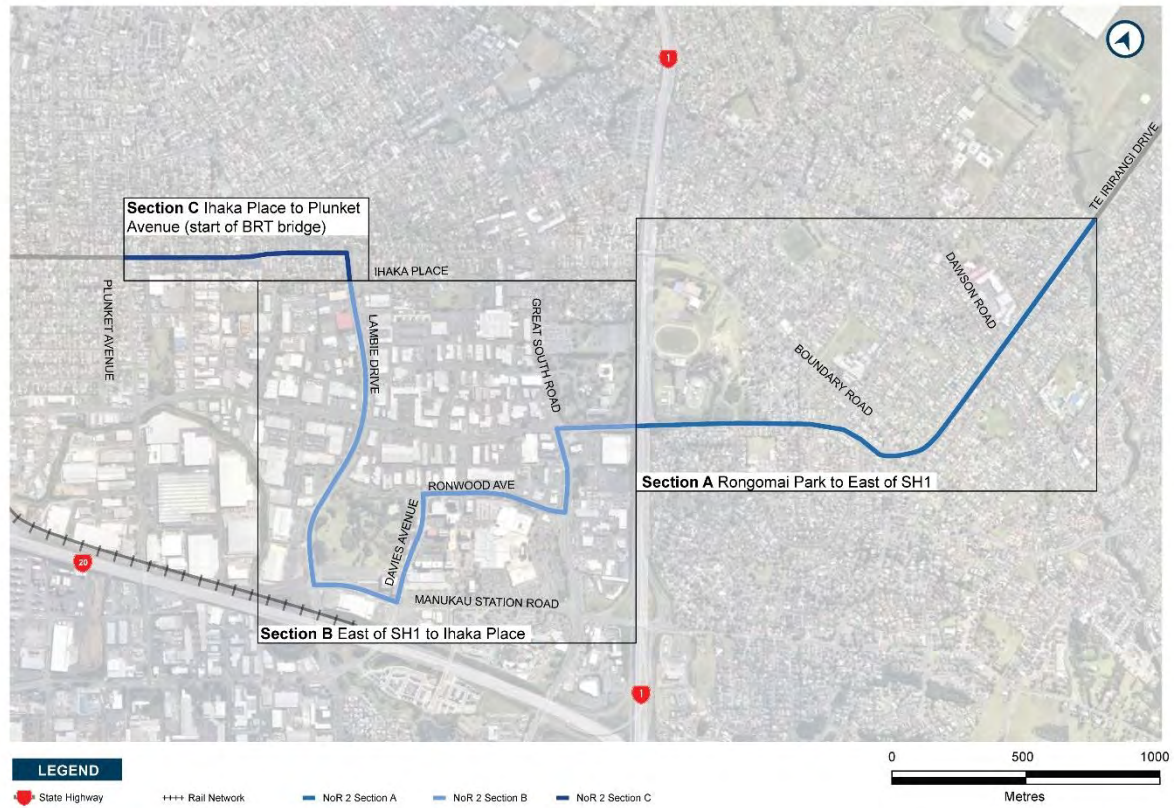 1
TE IRIRANGI DRIVE
Section C Ihaka Place to Plunket
Avenue (start of BRT bridge)
IHAKA PLACE
PLUNKET AVENUE
LAMBIE DRIVE
GREAT SOUTH ROAD
DAWSON ROAD
BOUNDARY ROAD
Section A Rongomai Park to East of SH1
RONWOOD AVE
DAVIES AVENUE
20
MANUKAU STATION ROAD
Section B East of SH1 to Ihaka Place
1
LEGEND
State Highway
Rail Network
NoR 2 Section A
NoR 2 Section B
NoR 2 Section C
0 500 1000
Metres